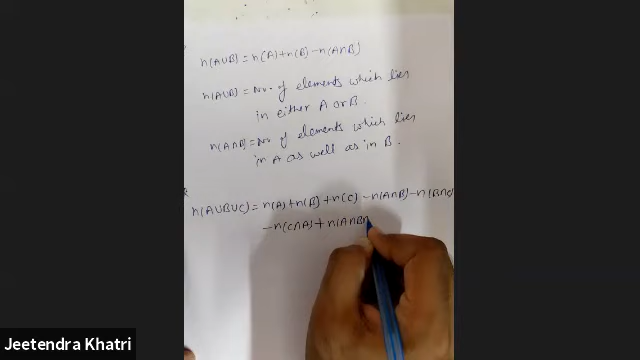 n(A∪B) = n(A)+n(B)-n(A∩B)
n(A∪B) = No. of elements which lies
in either A or B.
n(A∩B) = No. of elements which lies
in A as well as in B.
n(A∪B∪C) = n(A)+n(B)+n(C)-n(A∩B)-n(B∩C)
-n(C∩A)+n(A∩B∩
Jeetendra Khatri